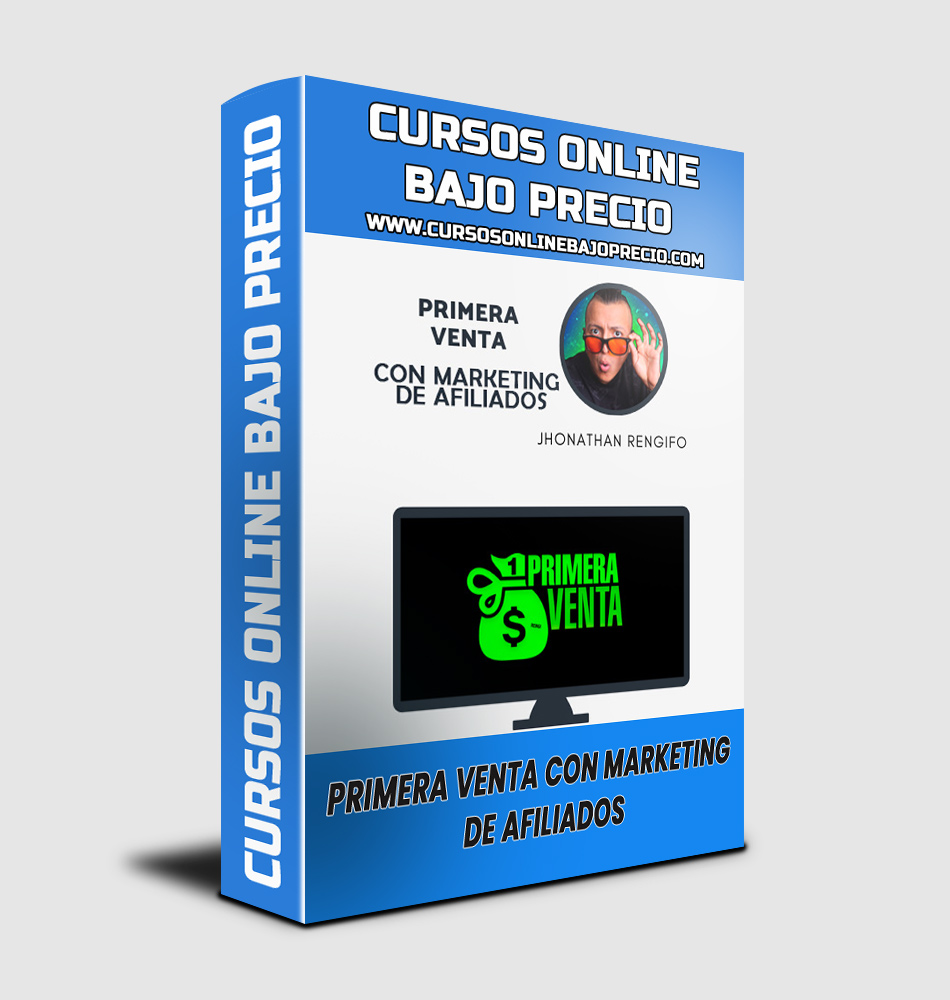 CURSOS ONLINE BAJO PRECIO
CURSOS ONLINE
BAJO PRECIO
WWW.CURSOSONLINEBAJOPRECIO.COM
PRIMERA
VENTA
CON MARKETING
DE AFILIADOS
JHONATHAN RENGIFO
1 PRIMERA
VENTA
$
PRIMERA VENTA CON MARKETING
DE AFILIADOS